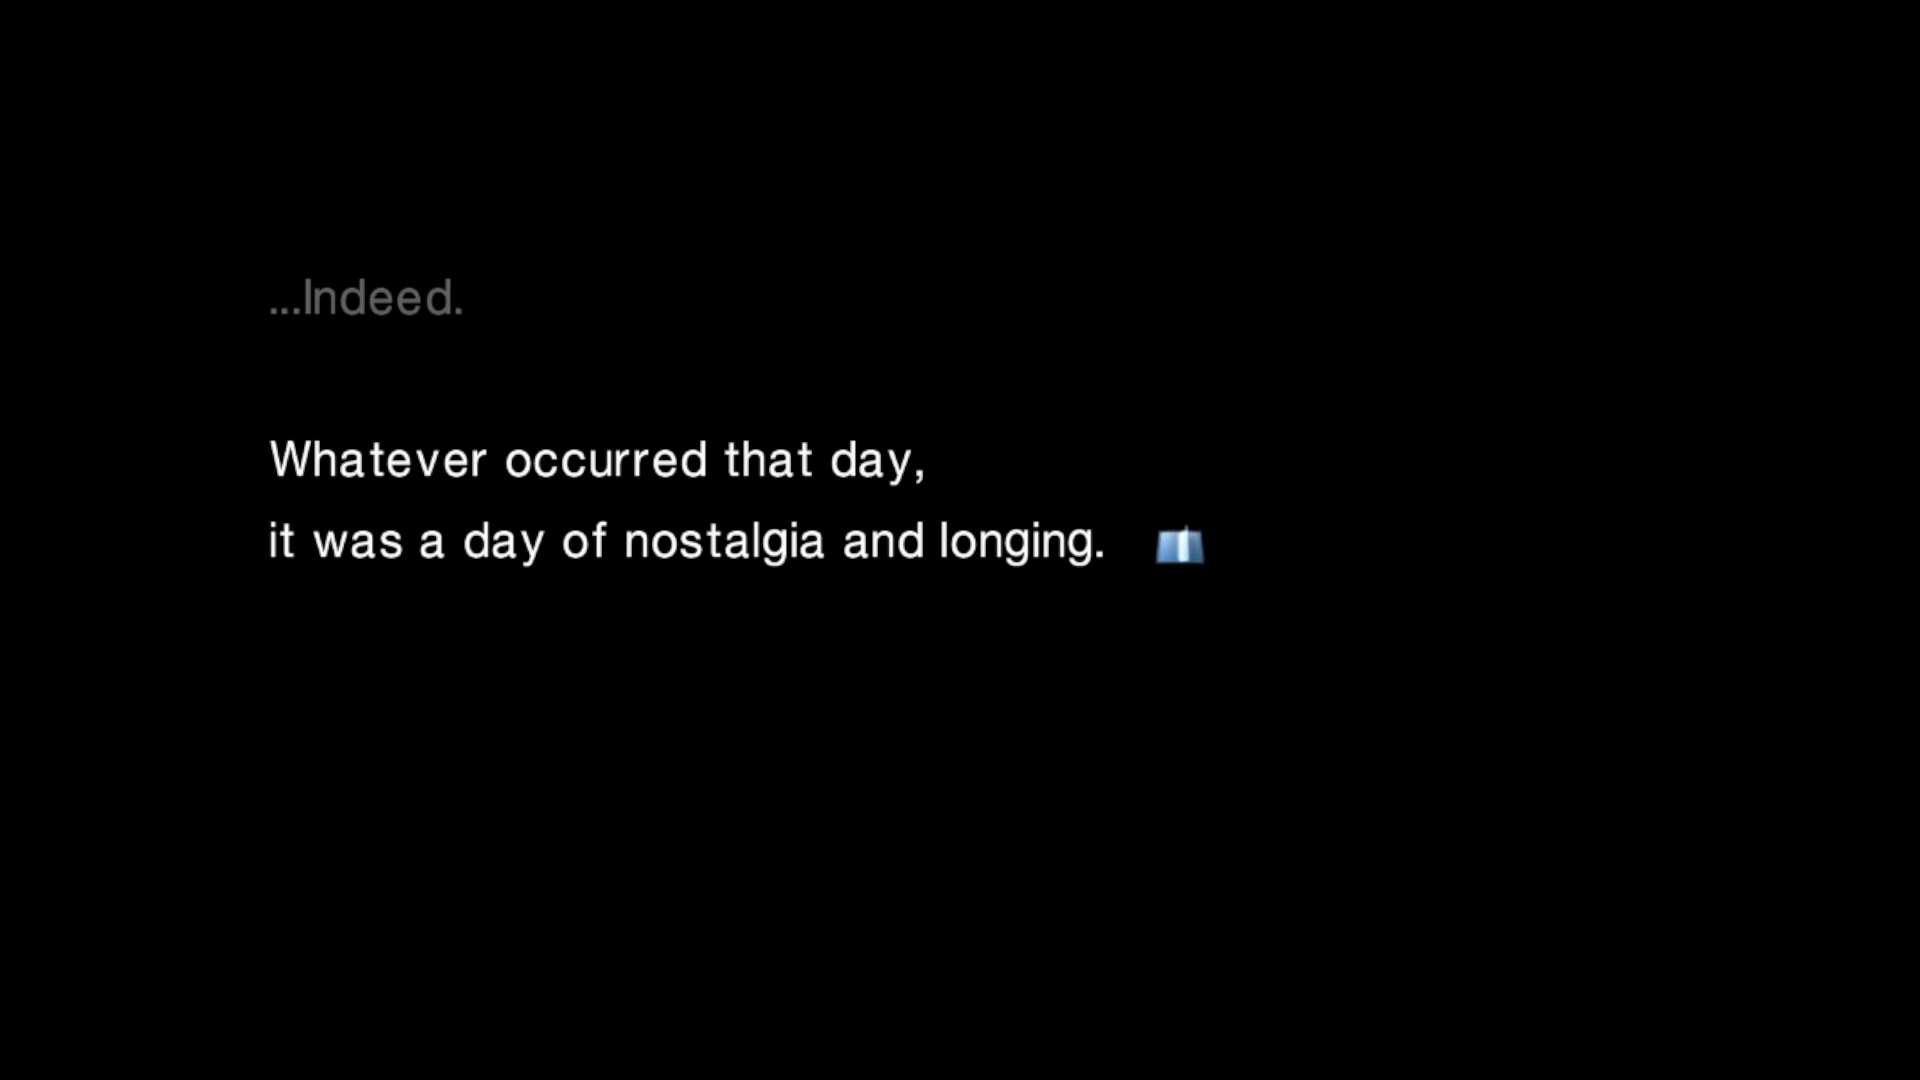 ...Indeed.
Whatever occurred that day,
it was a day of nostalgia and longing.